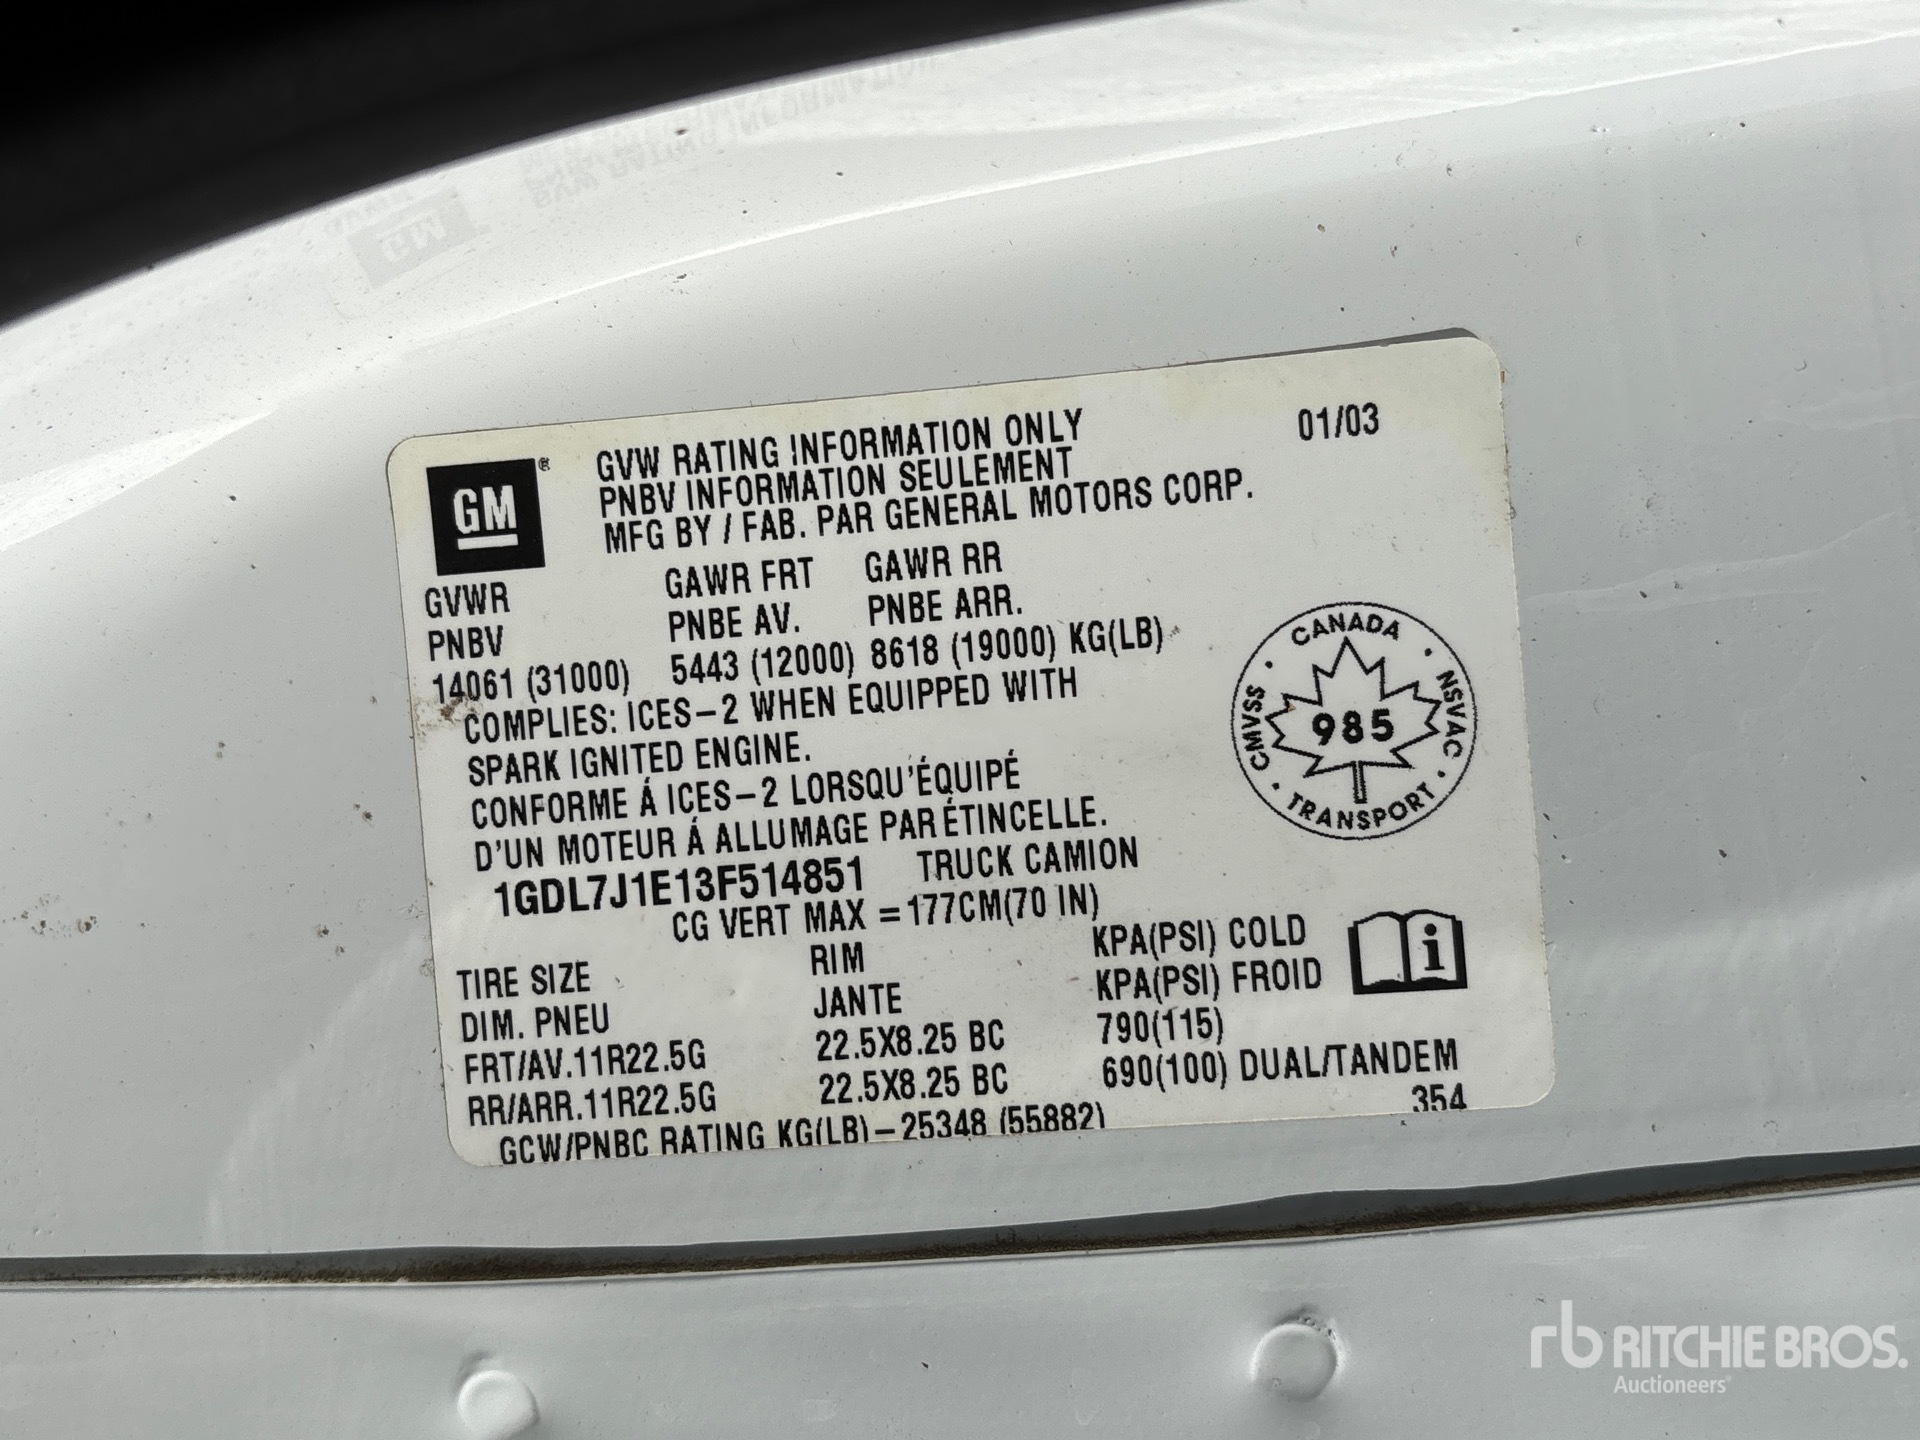 GM®
GVW RATING INFORMATION ONLY
01/03
PNBV INFORMATION SEULEMENT
MFG BY / FAB. PAR GENERAL MOTORS CORP.
GVWR GAWR FRT GAWR RR
PNBV PNBE AV. PNBE ARR.
14061 (31000) 5443 (12000) 8618 (19000) KG(LB)
COMPLIES: ICES-2 WHEN EQUIPPED WITH
SPARK IGNITED ENGINE.
CONFORME Á ICES-2 LORSQU'ÉQUIPÉ
D'UN MOTEUR Á ALLUMAGE PAR ÉTINCELLE.
1GDL7J1E13F514851 TRUCK CAMION
CG VERT MAX =177CM(70 IN)
CANADA
CMVSS 985 NSVAC
TRANSPORT
TIRE SIZE RIM KPA(PSI) COLD
DIM. PNEU JANTE KPA(PSI) FROID
FRT/AV.11R22.5G 22.5X8.25 BC 790(115)
RR/ARR.11R22.5G 22.5X8.25 BC 690(100) DUAL/TANDEM
GCW/PNBC RATING KG(LB)-25348 (55882) 354
rb RITCHIE BROS.
Auctioneers